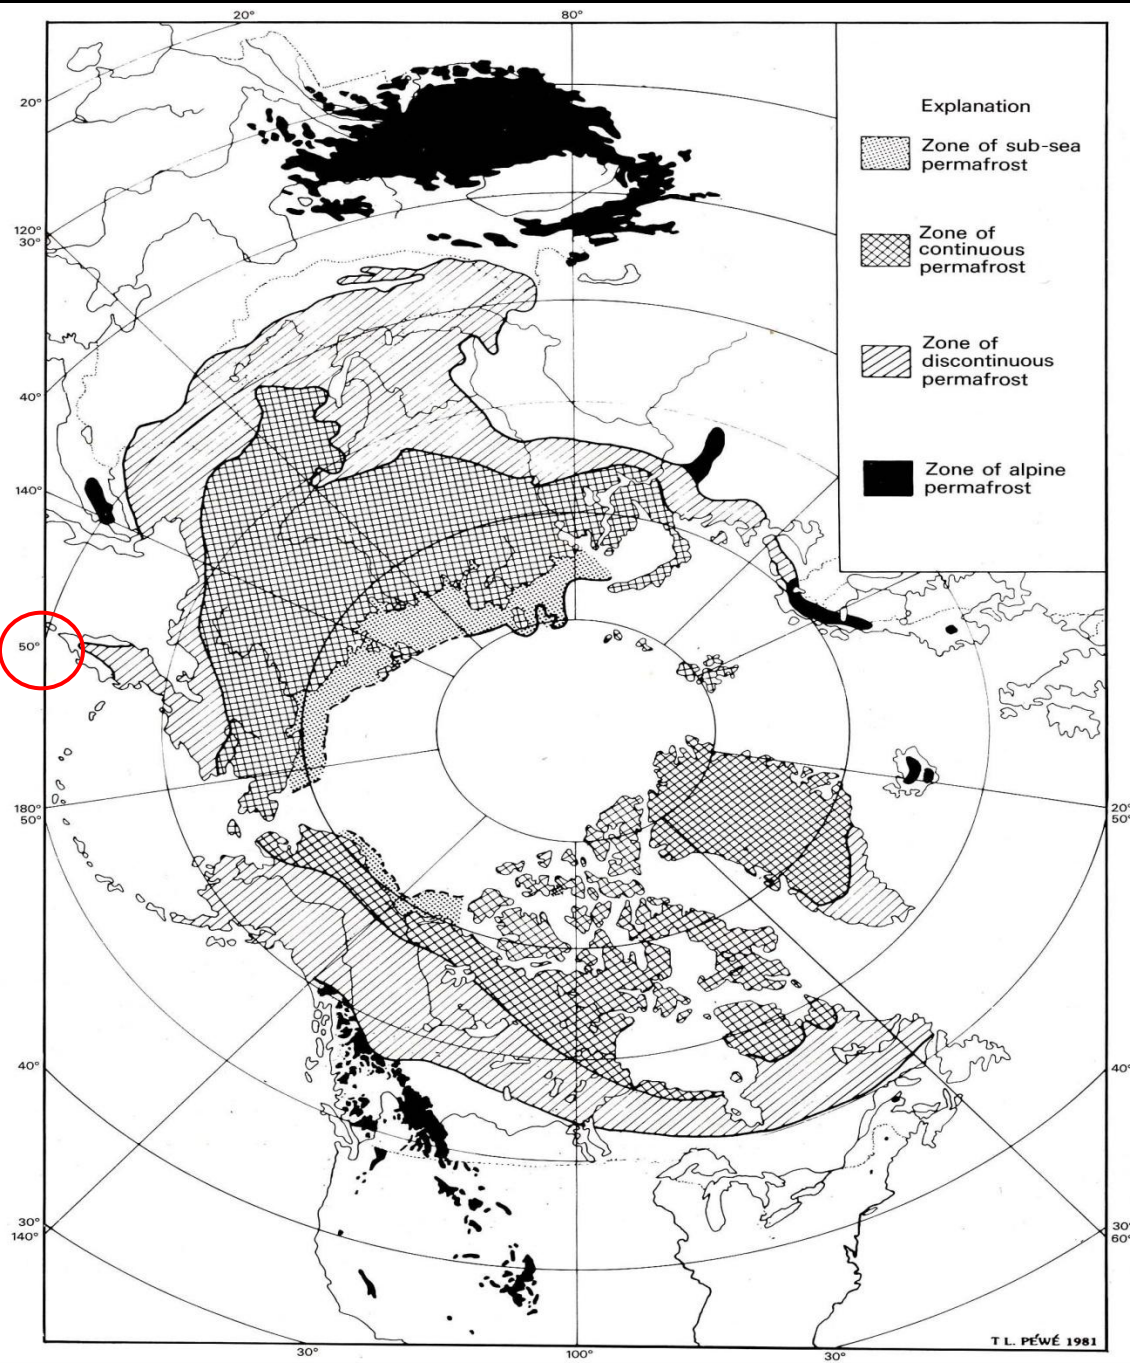 20°
80°
20°
120°
30°
40°
140°
50°
180°
50°
40°
30°
140°
30°
100°
30°
20°
50°
40°
30°
60°
Explanation
Zone of sub-sea
permafrost
Zone of
continuous
permafrost
Zone of
discontinuous
permafrost
Zone of alpine
permafrost
T L. PÉWÉ 1981